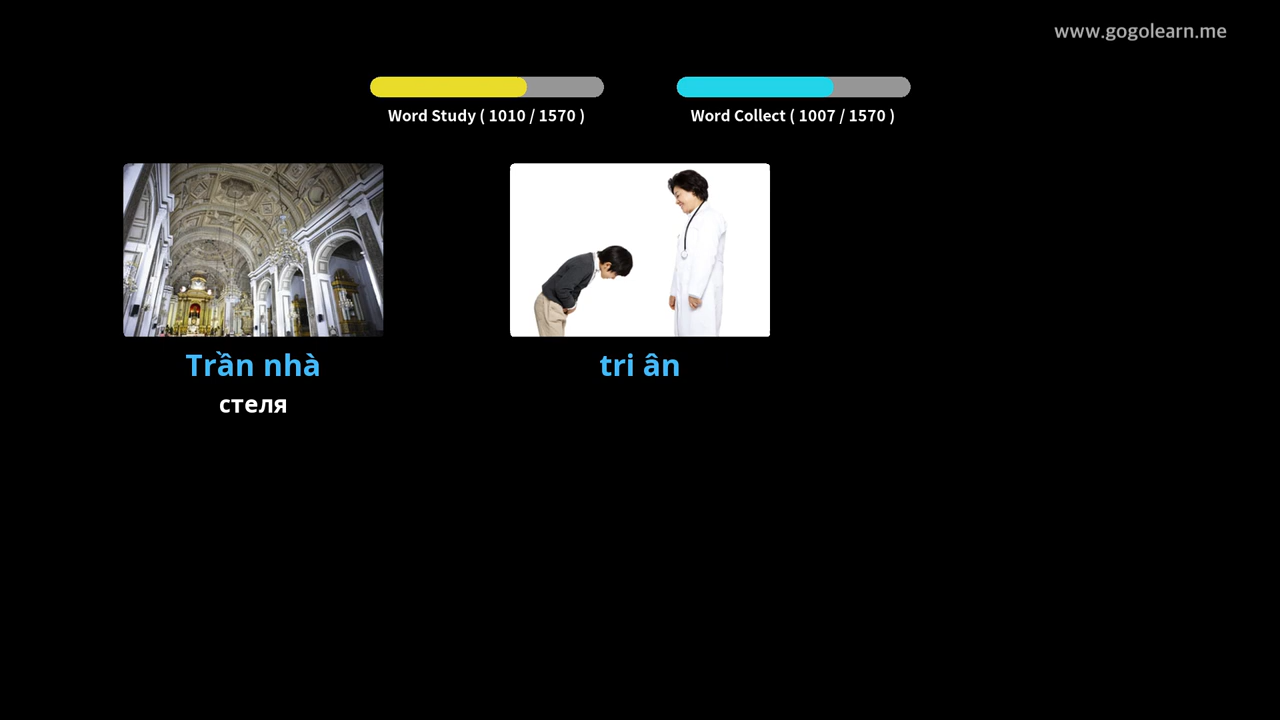 www.gogolearn.me
Word Study ( 1010 / 1570 )
Word Collect ( 1007 / 1570 )
Trần nhà
tri ân
стеля